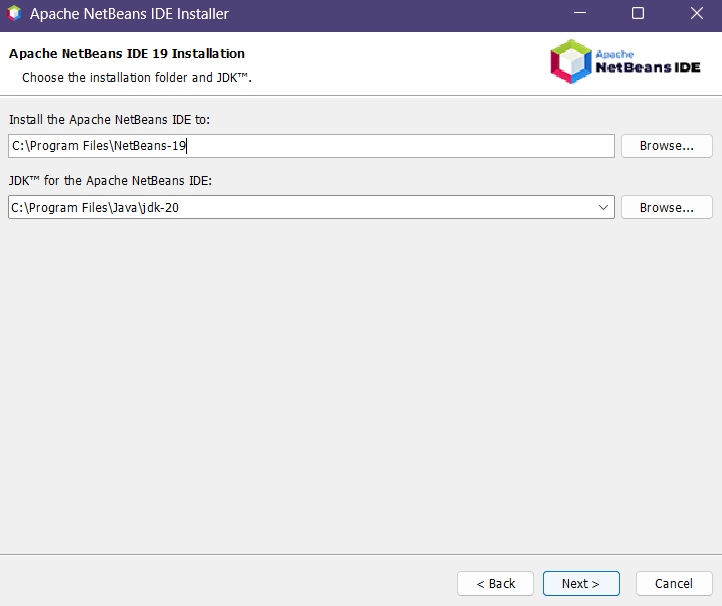 Apache NetBeans IDE Installer
Apache NetBeans IDE 19 Installation
Choose the installation folder and JDK™.
Apache
NetBeans IDE
Install the Apache NetBeans IDE to:
C:\Program Files\NetBeans-19
Browse...
JDK™ for the Apache NetBeans IDE:
C:\Program Files\Java\jdk-20
Browse...
< Back
Next >
Cancel